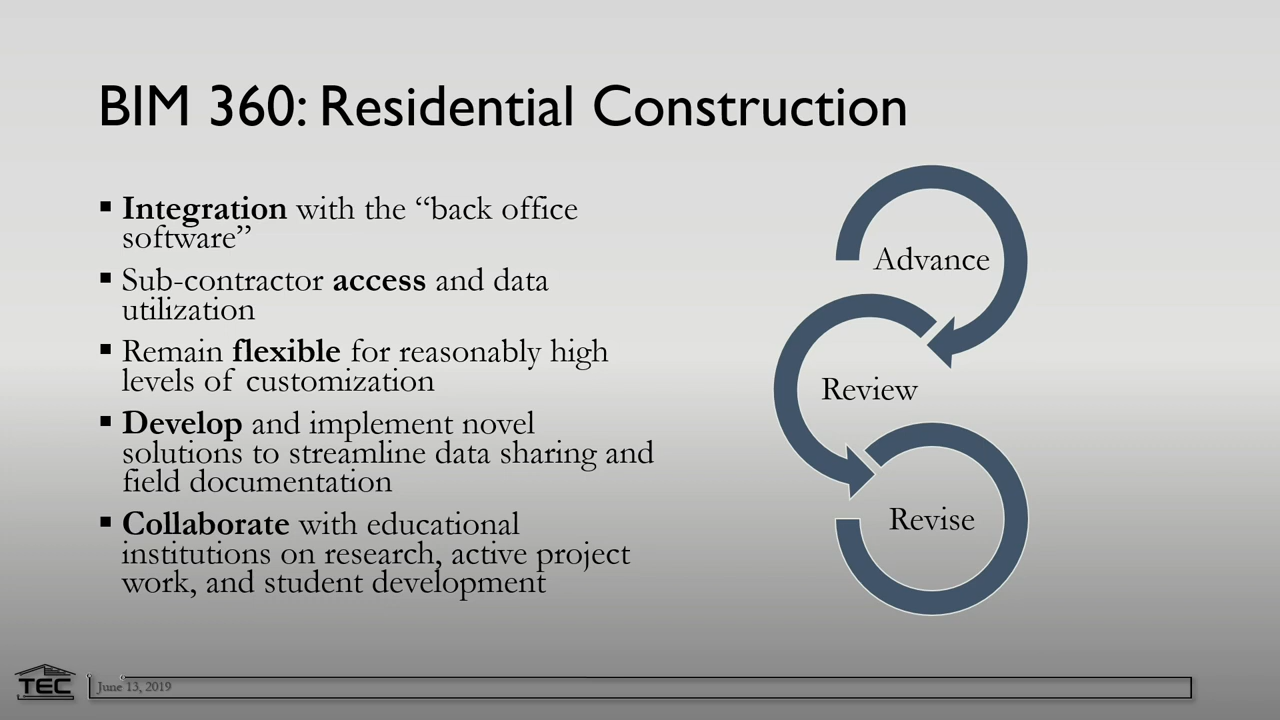 BIM 360: Residential Construction
▪ Integration with the “back office
software”
▪ Sub-contractor access and data
utilization
▪ Remain flexible for reasonably high
levels of customization
▪ Develop and implement novel
solutions to streamline data sharing and
field documentation
▪ Collaborate with educational
institutions on research, active project
work, and student development
Advance
Review
Revise
TEC
June 13, 2019